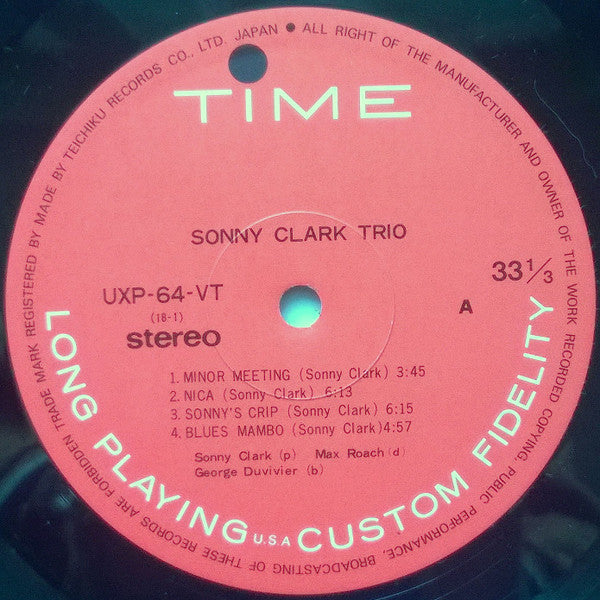 MADE BY TEICHIKU RECORDS CO., LTD. JAPAN • ALL RIGHT OF THE MANUFACTURER AND OWNER OF THE WORK RECORDED COPYING, PUBLIC PERFORMANCE, BROADCASTING OF THESE RECORDS ARE FORBIDDEN TRADE MARK REGISTERED BY
TIME
SONNY CLARK TRIO
33 1/3
UXP-64-VT
A
(TB-1)
stereo
1. MINOR MEETING (Sonny Clark) 3:45
2. NICA (Sonny Clark) 6:13
3. SONNY'S CRIP (Sonny Clark) 6:15
4. BLUES MAMBO (Sonny Clark)4:57
Sonny Clark (p) Max Roach (d)
George Duvivier (b)
LONG PLAYING U.S.A CUSTOM FIDELITY